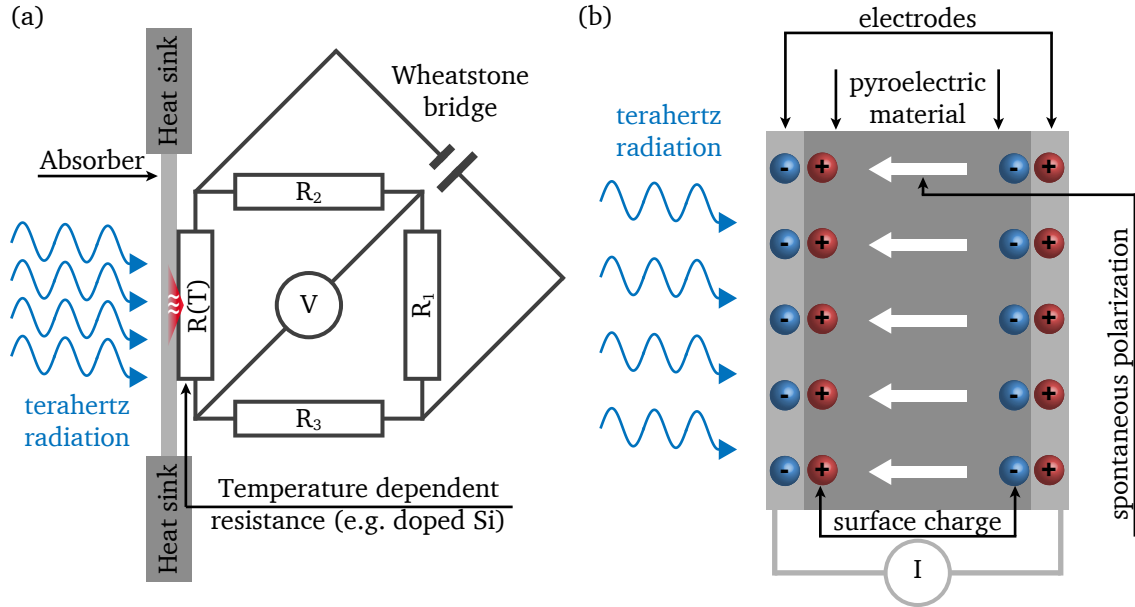 (a)
Heat sink
Wheatstone
bridge
Absorber
R2
R(T)
V
R1
R3
terahertz
radiation
Temperature dependent
resistance (e.g. doped Si)
Heat sink
(b)
electrodes
pyroelectric
material
terahertz
radiation
- + - +
- + - +
- + - +
- + - +
- + - +
spontaneous polarization
surface charge
I